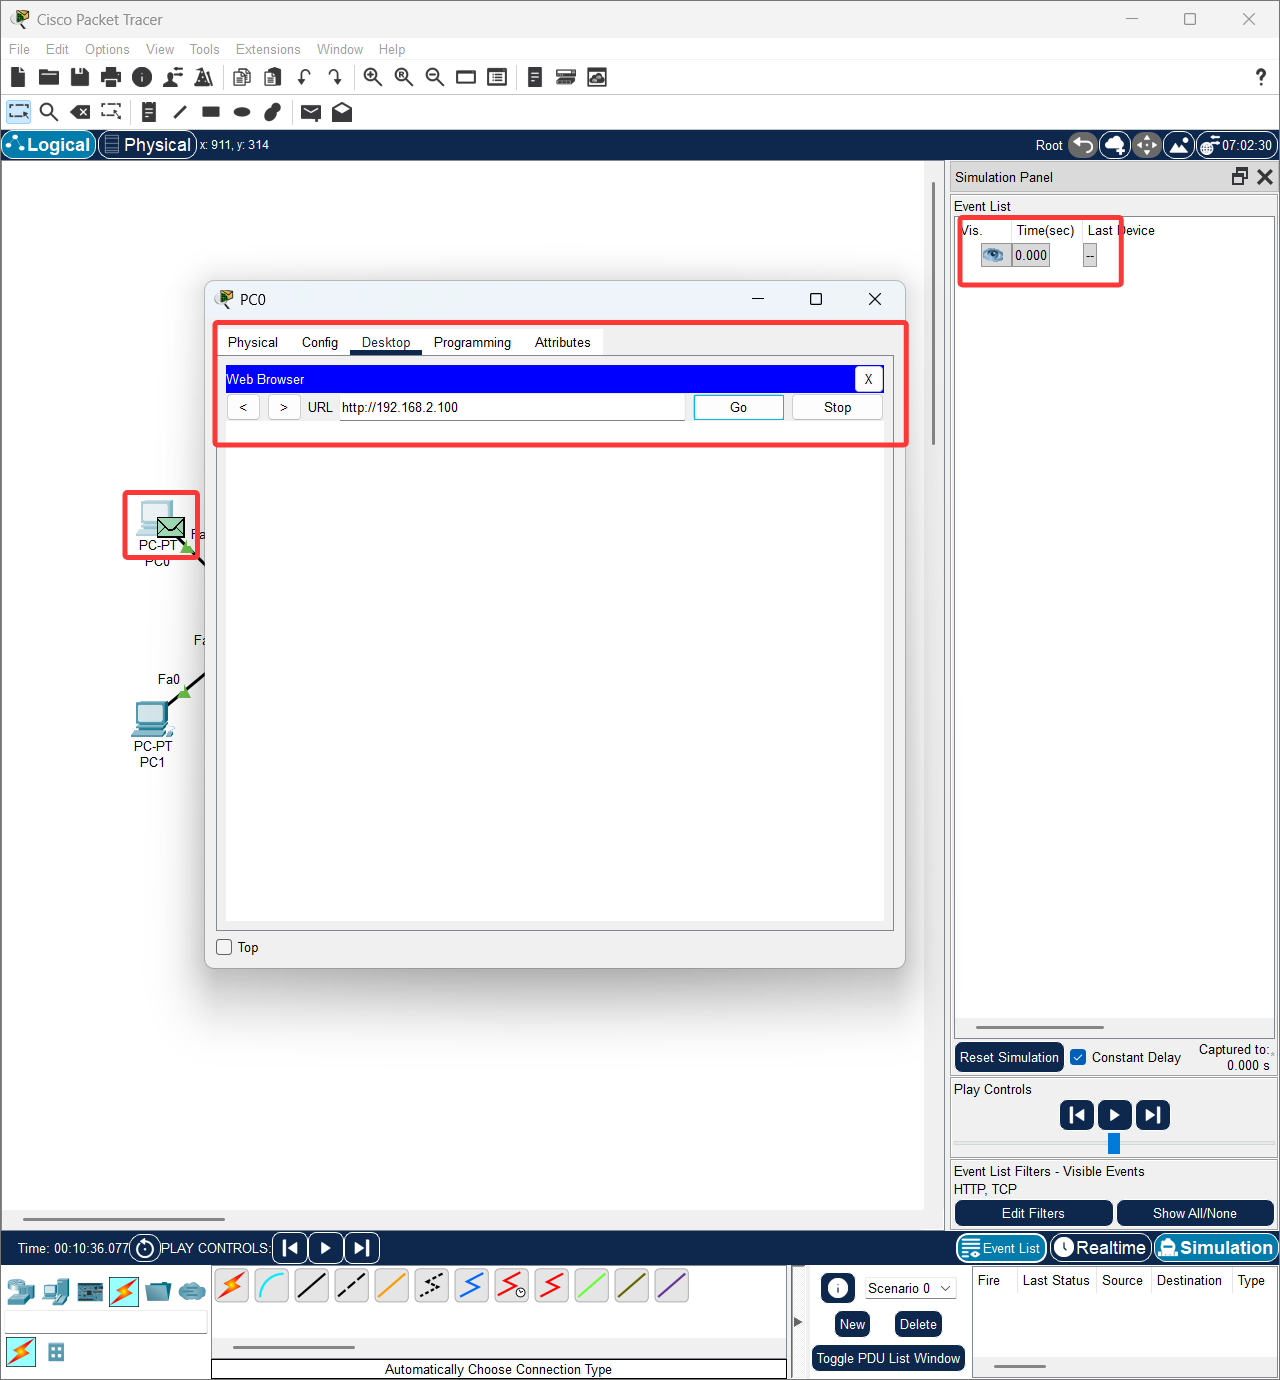 Cisco Packet Tracer
File Edit Options View Tools Extensions Window Help
Logical Physical x: 911, y: 314 Root 07:02:30
Simulation Panel
Event List
Vis. Time(sec) Last Device
0.000 --
PC0
Physical Config Desktop Programming Attributes
Web Browser X
< > URL http://192.168.2.100 Go Stop
Fa
PC-PT
PC0
Fa
Fa0
PC-PT
PC1
Top
Reset Simulation Constant Delay Captured to:
0.000 s
Play Controls
Event List Filters - Visible Events
HTTP, TCP
Edit Filters Show All/None
Time: 00:10:36.077 PLAY CONTROLS: Event List Realtime Simulation
Scenario 0
Fire Last Status Source Destination Type
New Delete
Toggle PDU List Window
Automatically Choose Connection Type